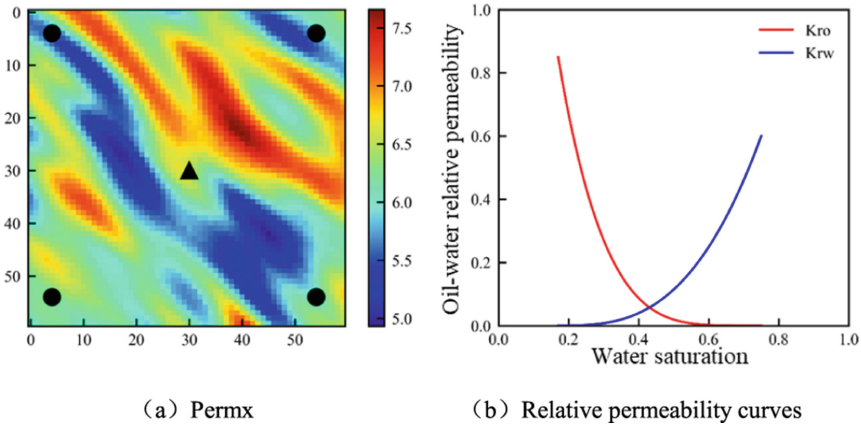 0
10
20
30
40
50
0 10 20 30 40 50
7.5
7.0
6.5
6.0
5.5
5.0
(a) Permx
Oil-water relative permeability
1.0
0.8
0.6
0.4
0.2
0.0
0.0 0.2 0.4 0.6 0.8 1.0
Water saturation
Kro
Krw
(b) Relative permeability curves